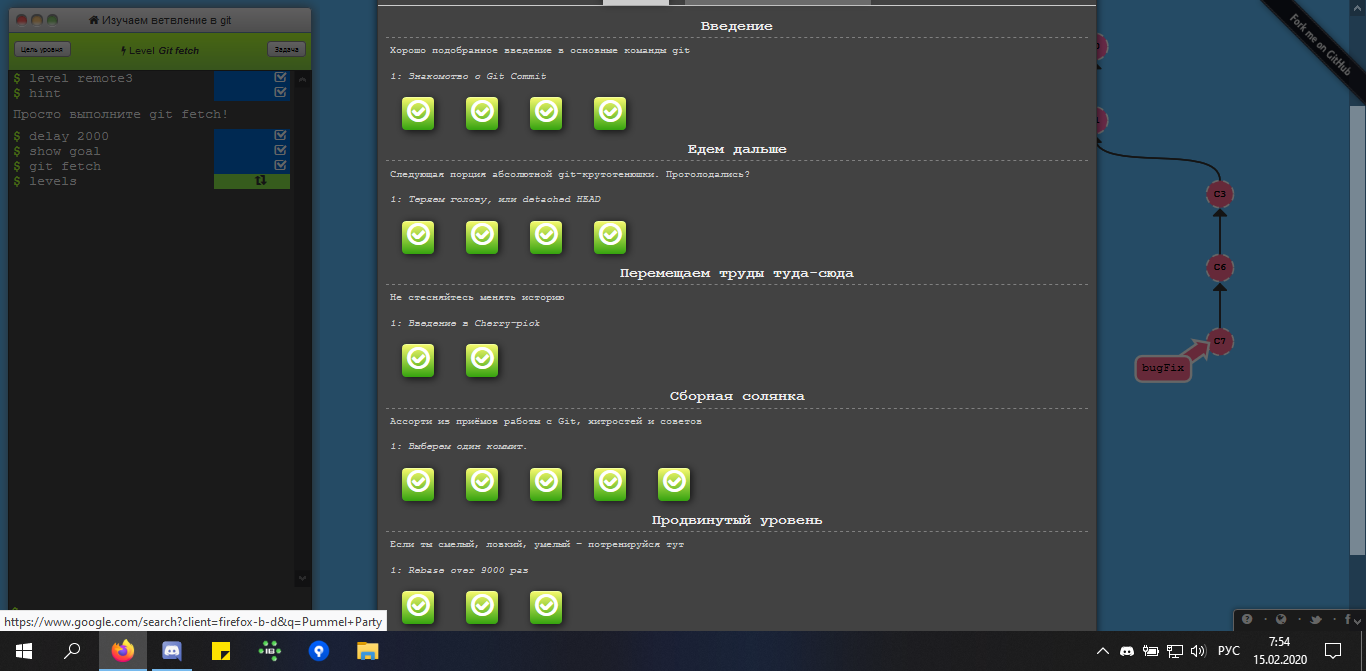 Изучаем ветвление в git
Цель уровня
Level Git fetch
Задача
$ level remote3
$ hint
Просто выполните git fetch!
$ delay 2000
$ show goal
$ git fetch
$ levels
Введение
Хорошо подобранное введение в основные команды git
1: Знакомство с Git Commit
Едем дальше
Следующая порция абсолютной git-крутотенюшки. Проголодались?
1: Теряем голову, или detached HEAD
Перемещаем труды туда-сюда
Не стесняйтесь менять историю
1: Введение в Cherry-pick
Сборная солянка
Ассорти из приёмов работы с Git, хитростей и советов
1: Выберем один коммит.
Продвинутый уровень
Если ты смелый, ловкий, умелый – потренируйся тут
1: Rebase over 9000 раз
Fork me on GitHub
C3
C6
C7
bugFix
https://www.google.com/search?client=firefox-b-d&q=Pummel+Party
РУС
7:54
15.02.2020